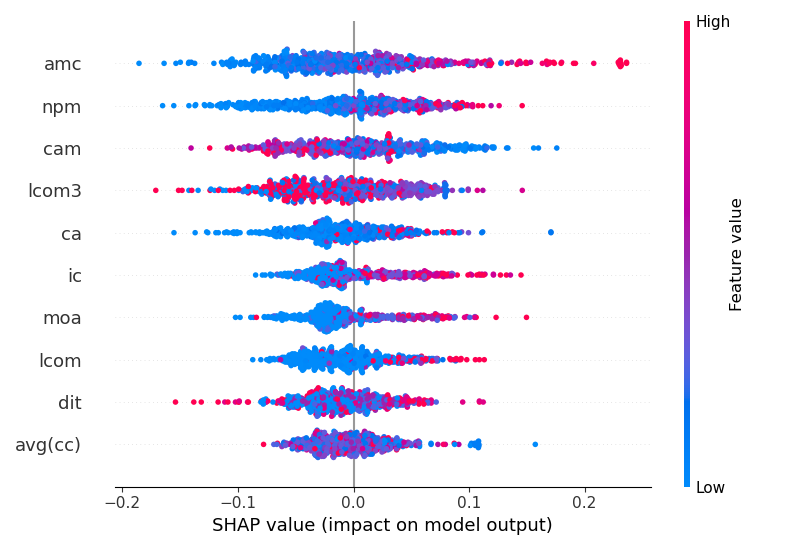 High
amc
npm
cam
lcom3
ca
ic
moa
lcom
dit
avg(cc)
Feature value
Low
−0.2 −0.1 0.0 0.1 0.2
SHAP value (impact on model output)